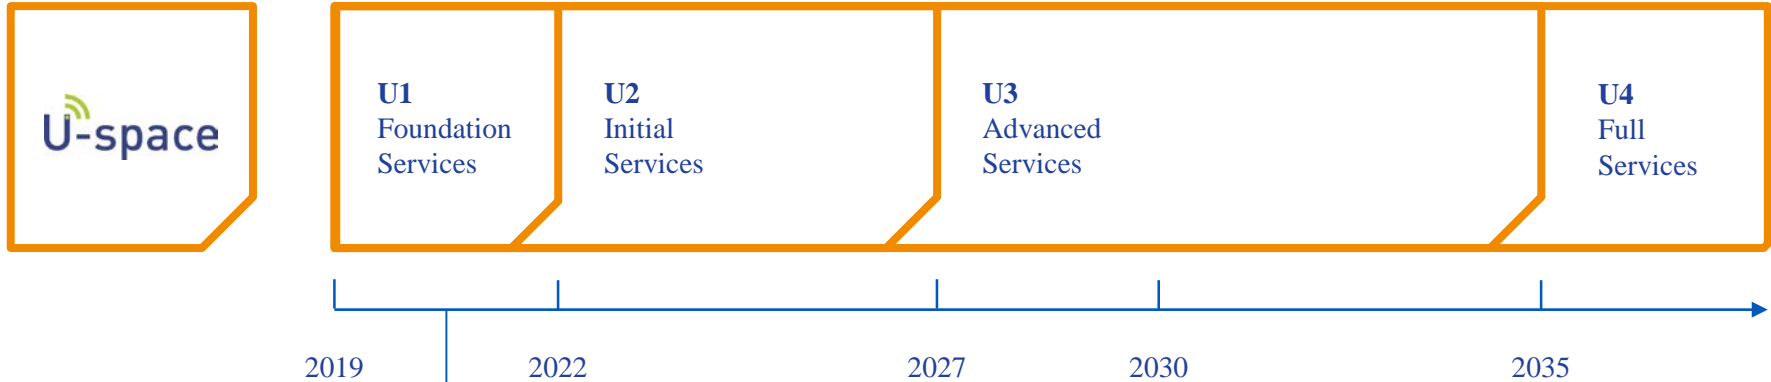 U-space
U1
Foundation
Services
U2
Initial
Services
U3
Advanced
Services
U4
Full
Services
2019
2022
2027
2030
2035